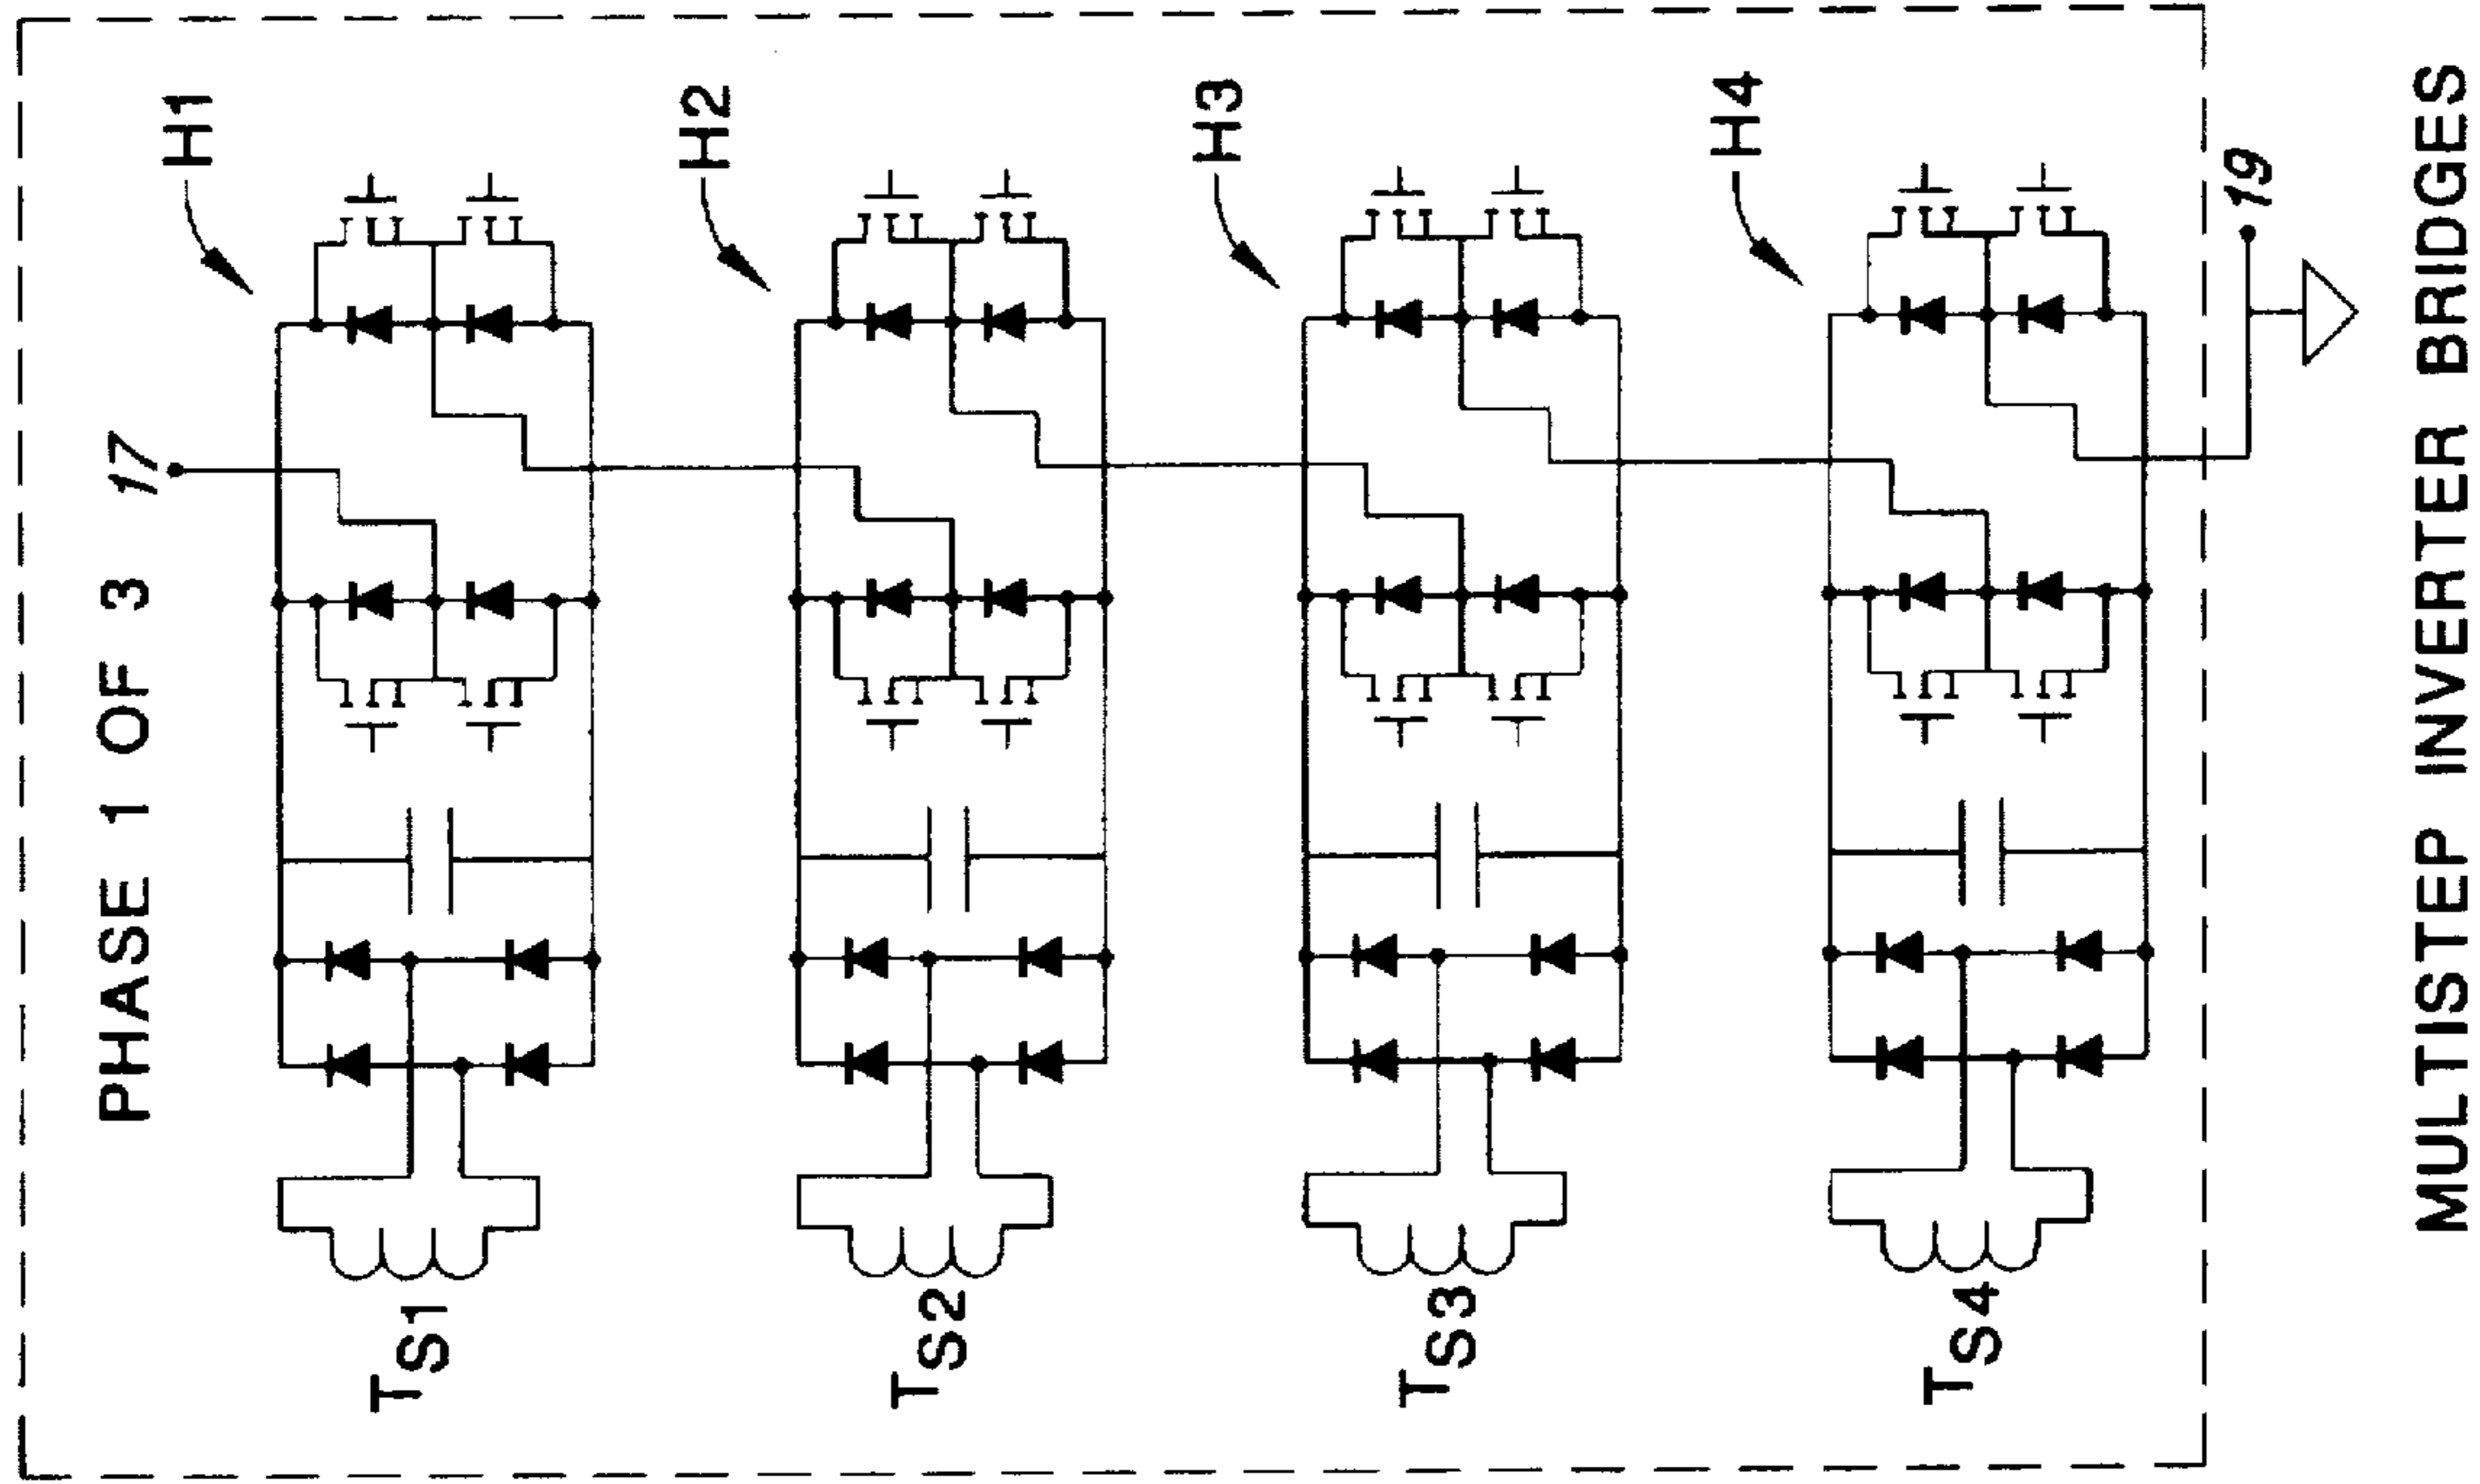 PHASE 1 OF 3
17
H1
H2
H3
H4
TS1
TS2
TS3
TS4
19
MULTISTEP INVERTER BRIDGES